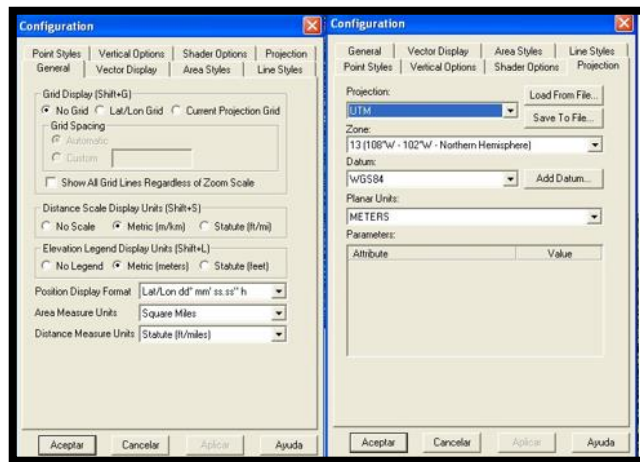 Configuration
Point Styles Vertical Options Shader Options Projection
General Vector Display Area Styles Line Styles
Grid Display (Shift+G)
No Grid Lat/Lon Grid Current Projection Grid
Grid Spacing
Automatic
Custom
Show All Grid Lines Regardless of Zoom Scale
Distance Scale Display Units (Shift+S)
No Scale Metric (m/km) Statute (ft/mi)
Elevation Legend Display Units (Shift+L)
No Legend Metric (meters) Statute (feet)
Position Display Format Lat/Lon dd° mm' ss.ss'' h
Area Measure Units Square Miles
Distance Measure Units Statute (ft/miles)
Aceptar Cancelar Aplicar Ayuda
Configuration
General Vector Display Area Styles Line Styles
Point Styles Vertical Options Shader Options Projection
Projection:
UTM
Load From File...
Save To File...
Zone:
13 (108°W - 102°W - Northern Hemisphere)
Datum:
WGS84 Add Datum...
Planar Units:
METERS
Parameters:
Attribute Value
Aceptar Cancelar Aplicar Ayuda